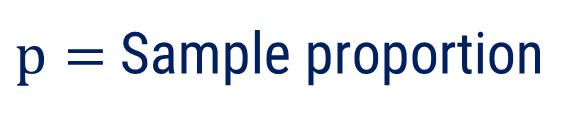 p = Sample proportion